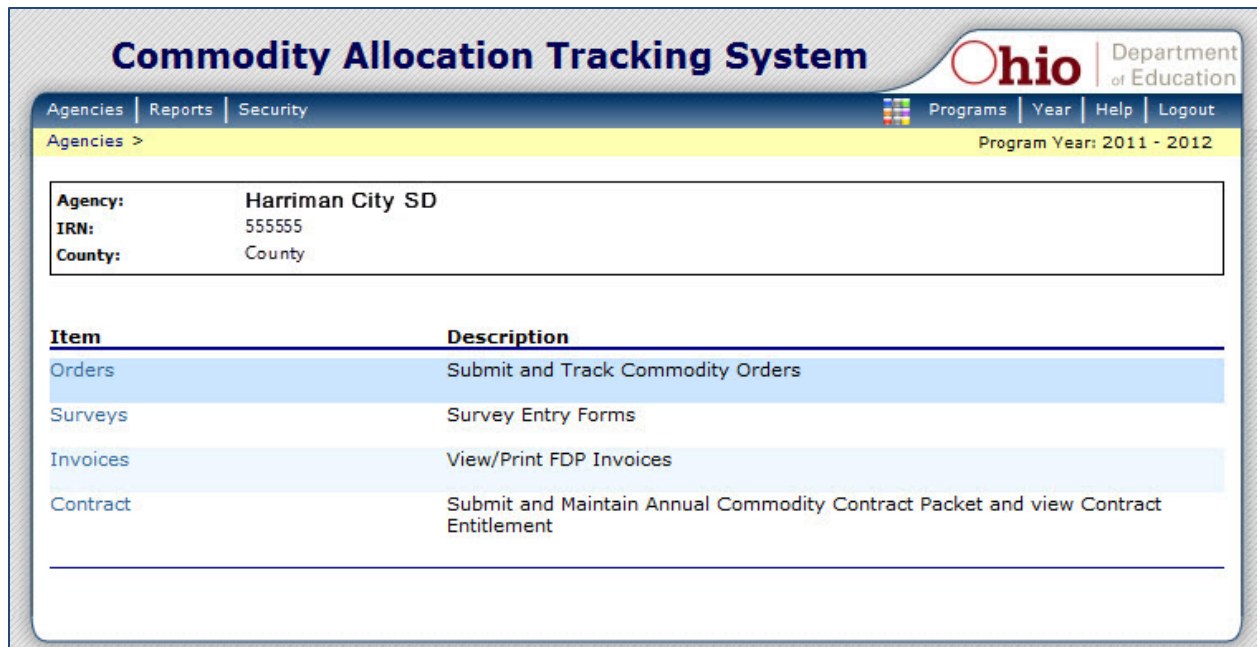 Commodity Allocation Tracking System
Ohio Department of Education
Agencies | Reports | Security Programs | Year | Help | Logout
Agencies > Program Year: 2011 - 2012
Agency: Harriman City SD
IRN: 555555
County: County
Item Description
Orders Submit and Track Commodity Orders
Surveys Survey Entry Forms
Invoices View/Print FDP Invoices
Contract Submit and Maintain Annual Commodity Contract Packet and view Contract
Entitlement